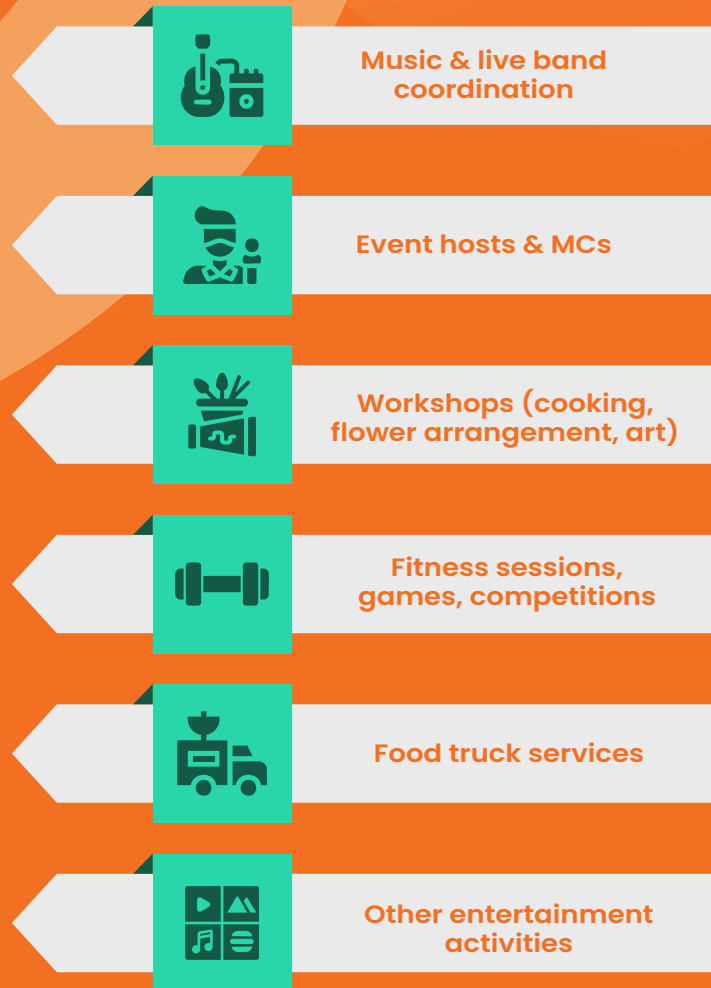 Music & live band
coordination
Event hosts & MCs
Workshops (cooking,
flower arrangement, art)
Fitness sessions,
games, competitions
Food truck services
Other entertainment
activities